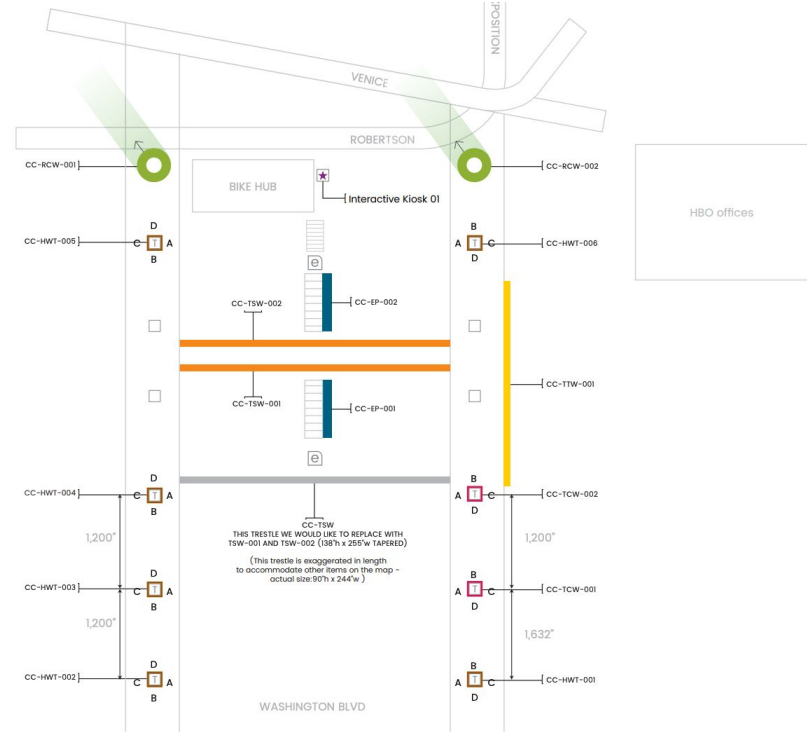 EXPOSITION
VENICE
ROBERTSON
CC-RCW-001
CC-RCW-002
BIKE HUB
Interactive Kiosk 01
HBO offices
D
C T A
B
CC-HWT-005
B
A T C
D
CC-HWT-006
e
CC-TSW-002
CC-EP-002
CC-TTW-001
CC-TSW-001
CC-EP-001
e
D
C T A
B
CC-HWT-004
B
A T C
D
CC-TCW-002
CC-TSW
THIS TRESTLE WE WOULD LIKE TO REPLACE WITH
TSW-001 AND TSW-002 (138"h x 255"w TAPERED)
(This trestle is exaggerated in length
to accommodate other items on the map -
actual size:90"h x 244"w )
1,200"
1,200"
D
C T A
B
CC-HWT-003
B
A T C
D
CC-TCW-001
1,200"
1,632"
D
C T A
B
CC-HWT-002
B
A T C
D
CC-HWT-001
WASHINGTON BLVD